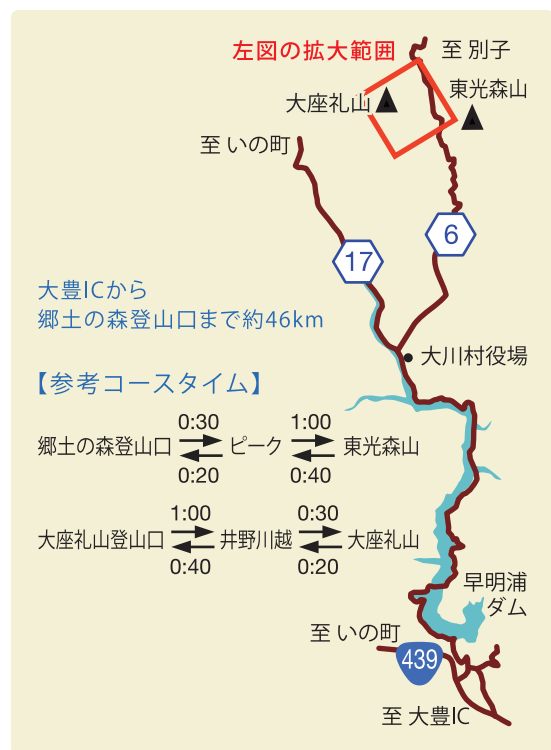 左図の拡大範囲
至 別子
東光森山
大座礼山
至 いの町
6
17
大豊ICから
郷土の森登山口まで約46km
大川村役場
【参考コースタイム】
0:30 1:00
郷土の森登山口 ピーク 東光森山
0:20 0:40
1:00 0:30
大座礼山登山口 井野川越 大座礼山
0:40 0:20
早明浦
ダム
至 いの町
439
至 大豊IC